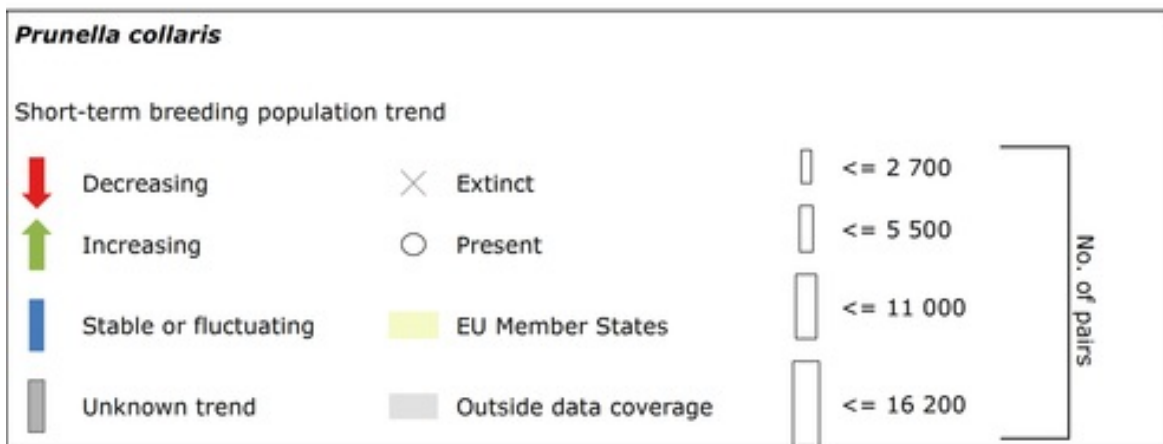 Prunella collaris
Short-term breeding population trend
Decreasing
Extinct
<= 2 700
Increasing
Present
<= 5 500
Stable or fluctuating
EU Member States
<= 11 000
Unknown trend
Outside data coverage
<= 16 200
No. of pairs